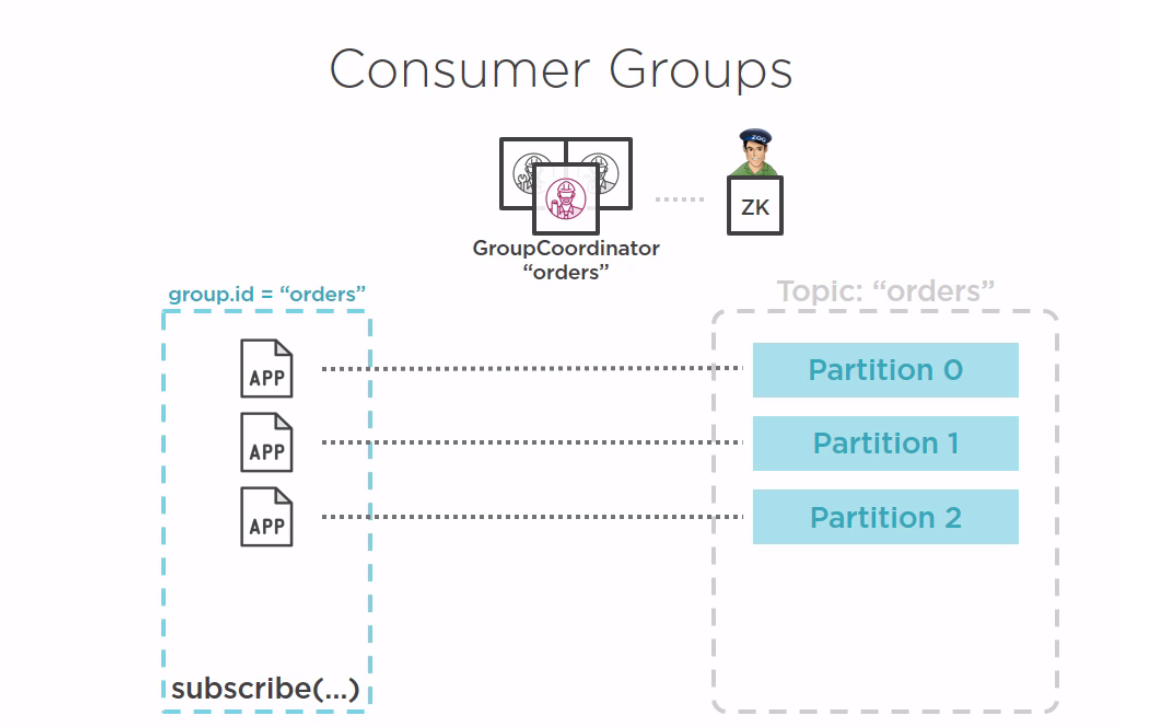 Consumer Groups
ZOO
ZK
GroupCoordinator
“orders”
group.id = “orders”
Topic: “orders”
APP
Partition 0
APP
Partition 1
APP
Partition 2
subscribe(...)